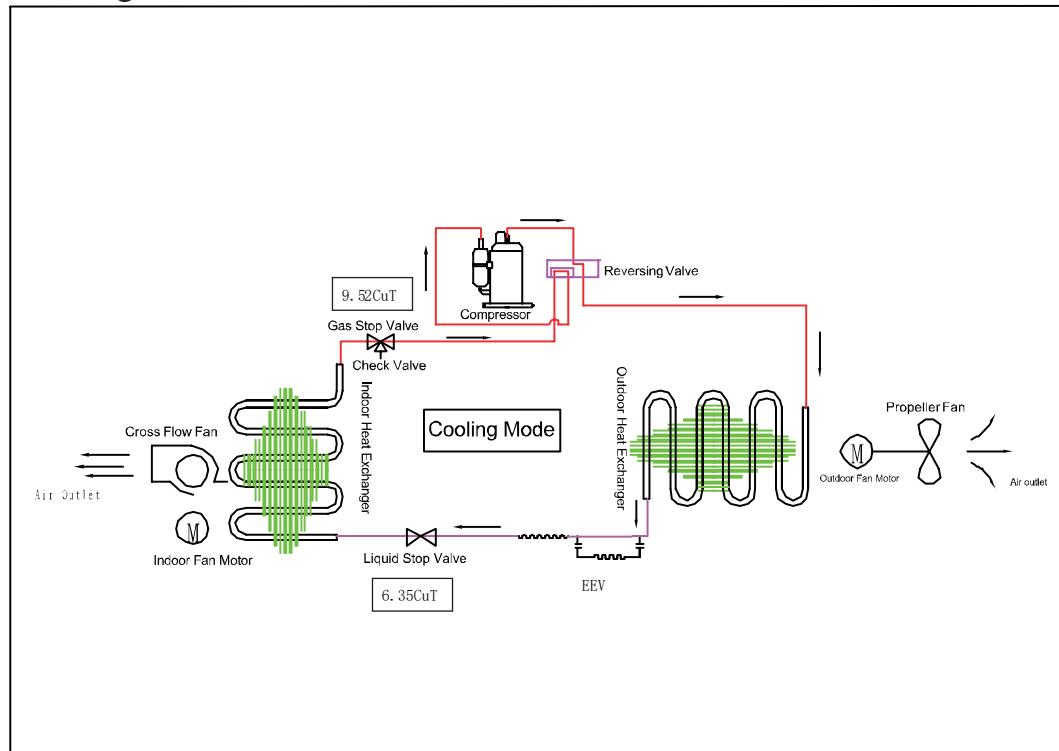 Reversing Valve
9.52CuT
Compressor
Gas Stop Valve
Check Valve
Indoor Heat Exchanger
Outdoor Heat Exchanger
Cooling Mode
Propeller Fan
Cross Flow Fan
M
Outdoor Fan Motor
Air outlet
Air Outlet
M
Indoor Fan Motor
Liquid Stop Valve
EEV
6.35CuT